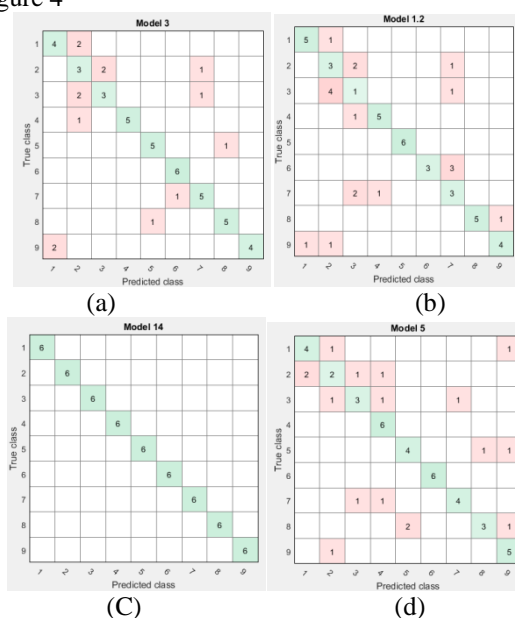 gure 4
Model 3
True class
1 4 2
2 3 2 1
3 2 3 1
4 1 5
5 5 1
6 6
7 1 5
8 1 5
9 2 4
1 2 3 4 5 6 7 8 9
Predicted class
(a)
Model 1.2
True class
1 5 1
2 3 2 1
3 4 1 1
4 1 5
5 6
6 3 3
7 2 1 3
8 5 1
9 1 1 4
1 2 3 4 5 6 7 8 9
Predicted class
(b)
Model 14
True class
1 6
2 6
3 6
4 6
5 6
6 6
7 6
8 6
9 6
1 2 3 4 5 6 7 8 9
Predicted class
(C)
Model 5
True class
1 4 1 1
2 2 2 1 1
3 1 3 1 1
4 6
5 4 1 1
6 6
7 1 1 4
8 2 3 1
9 1 5
1 2 3 4 5 6 7 8 9
Predicted class
(d)